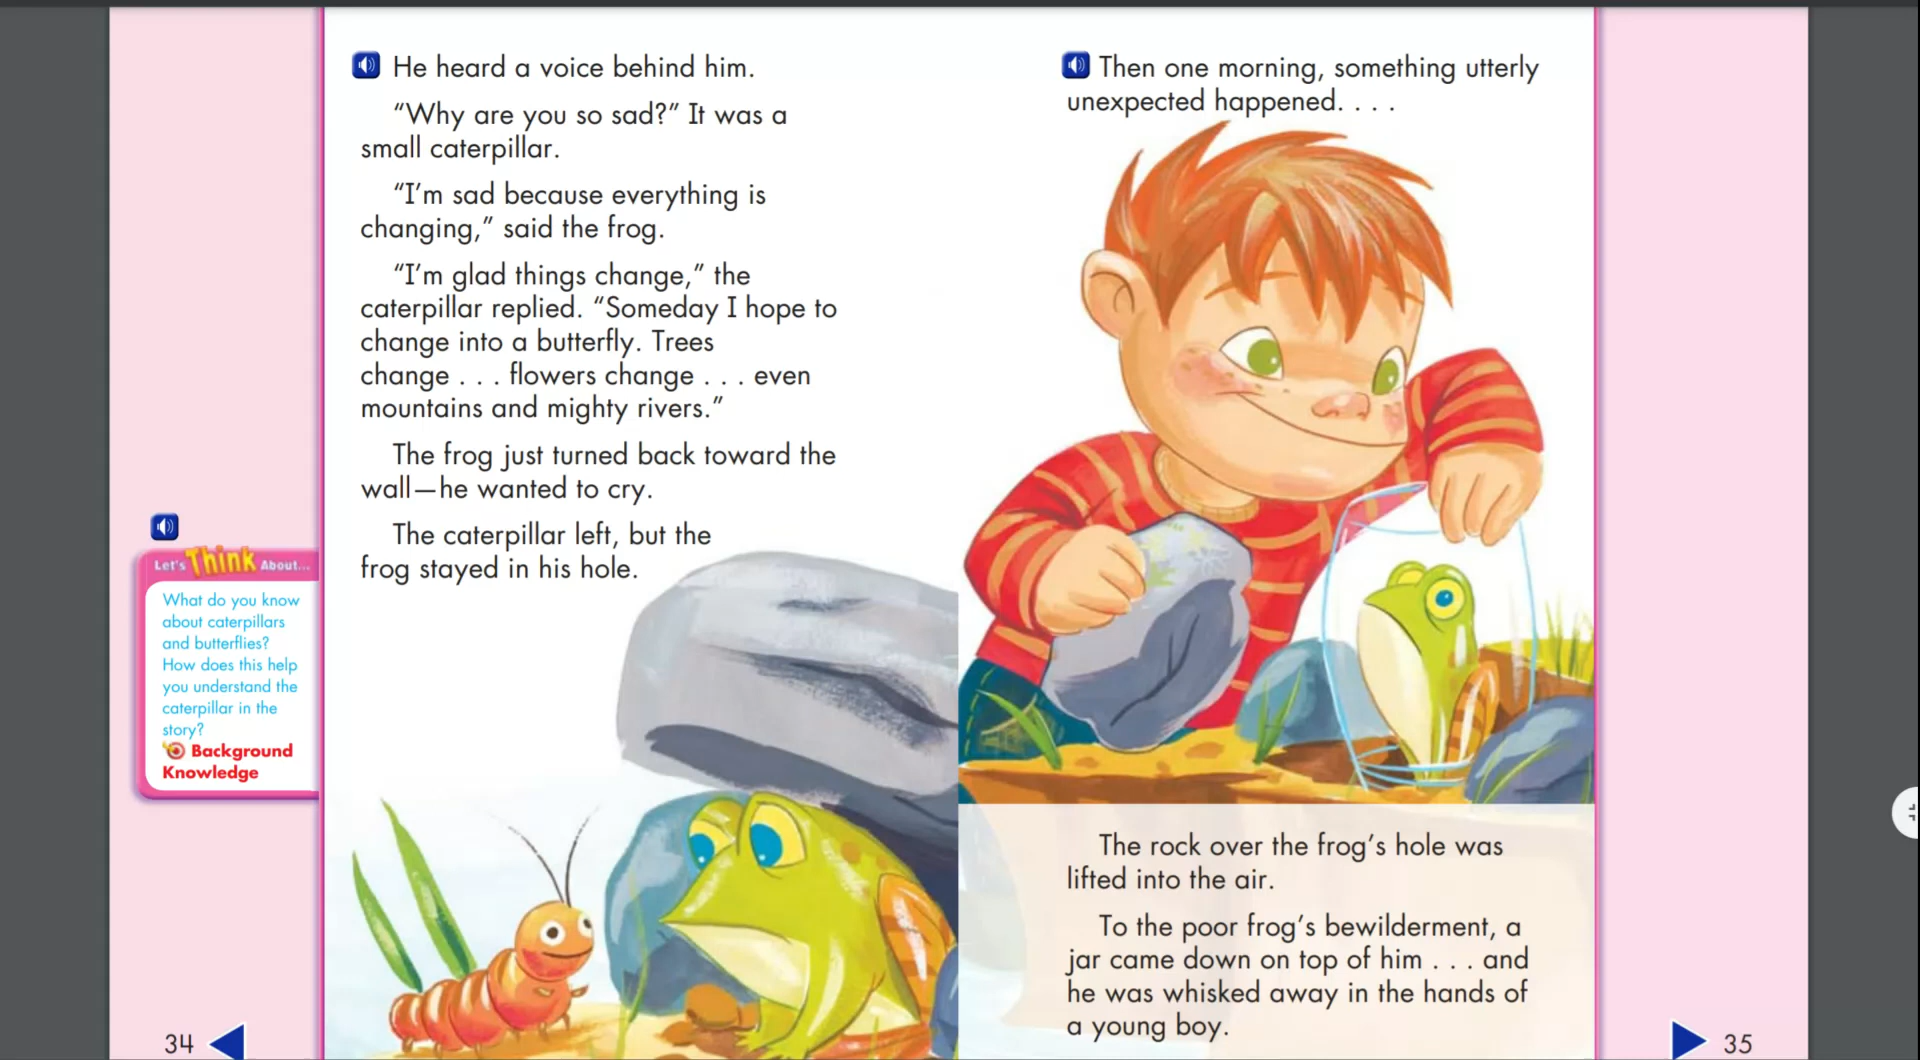 He heard a voice behind him.
“Why are you so sad?” It was a
small caterpillar.
“I’m sad because everything is
changing,” said the frog.
“I’m glad things change,” the
caterpillar replied. “Someday I hope to
change into a butterfly. Trees
change . . . flowers change . . . even
mountains and mighty rivers.”
The frog just turned back toward the
wall—he wanted to cry.
The caterpillar left, but the
frog stayed in his hole.
Let’s Think About...
What do you know
about caterpillars
and butterflies?
How does this help
you understand the
caterpillar in the
story?
Background
Knowledge
34
Then one morning, something utterly
unexpected happened. . . .
The rock over the frog’s hole was
lifted into the air.
To the poor frog’s bewilderment, a
jar came down on top of him . . . and
he was whisked away in the hands of
a young boy.
35